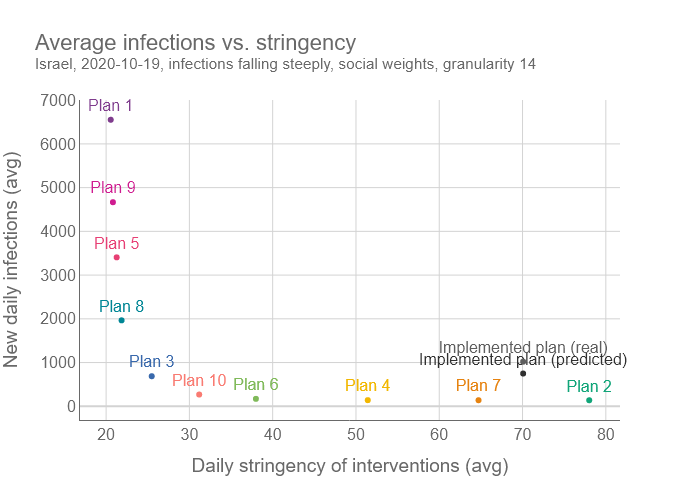 Average infections vs. stringency
Israel, 2020-10-19, infections falling steeply, social weights, granularity 14
7000
Plan 1
6000
5000
Plan 9
4000
Plan 5
3000
Plan 8
2000
Implemented plan (real)
1000
Implemented plan (predicted)
Plan 3
Plan 10
Plan 6
Plan 4
Plan 7
Plan 2
0
20
30
40
50
60
70
80
New daily infections (avg)
Daily stringency of interventions (avg)